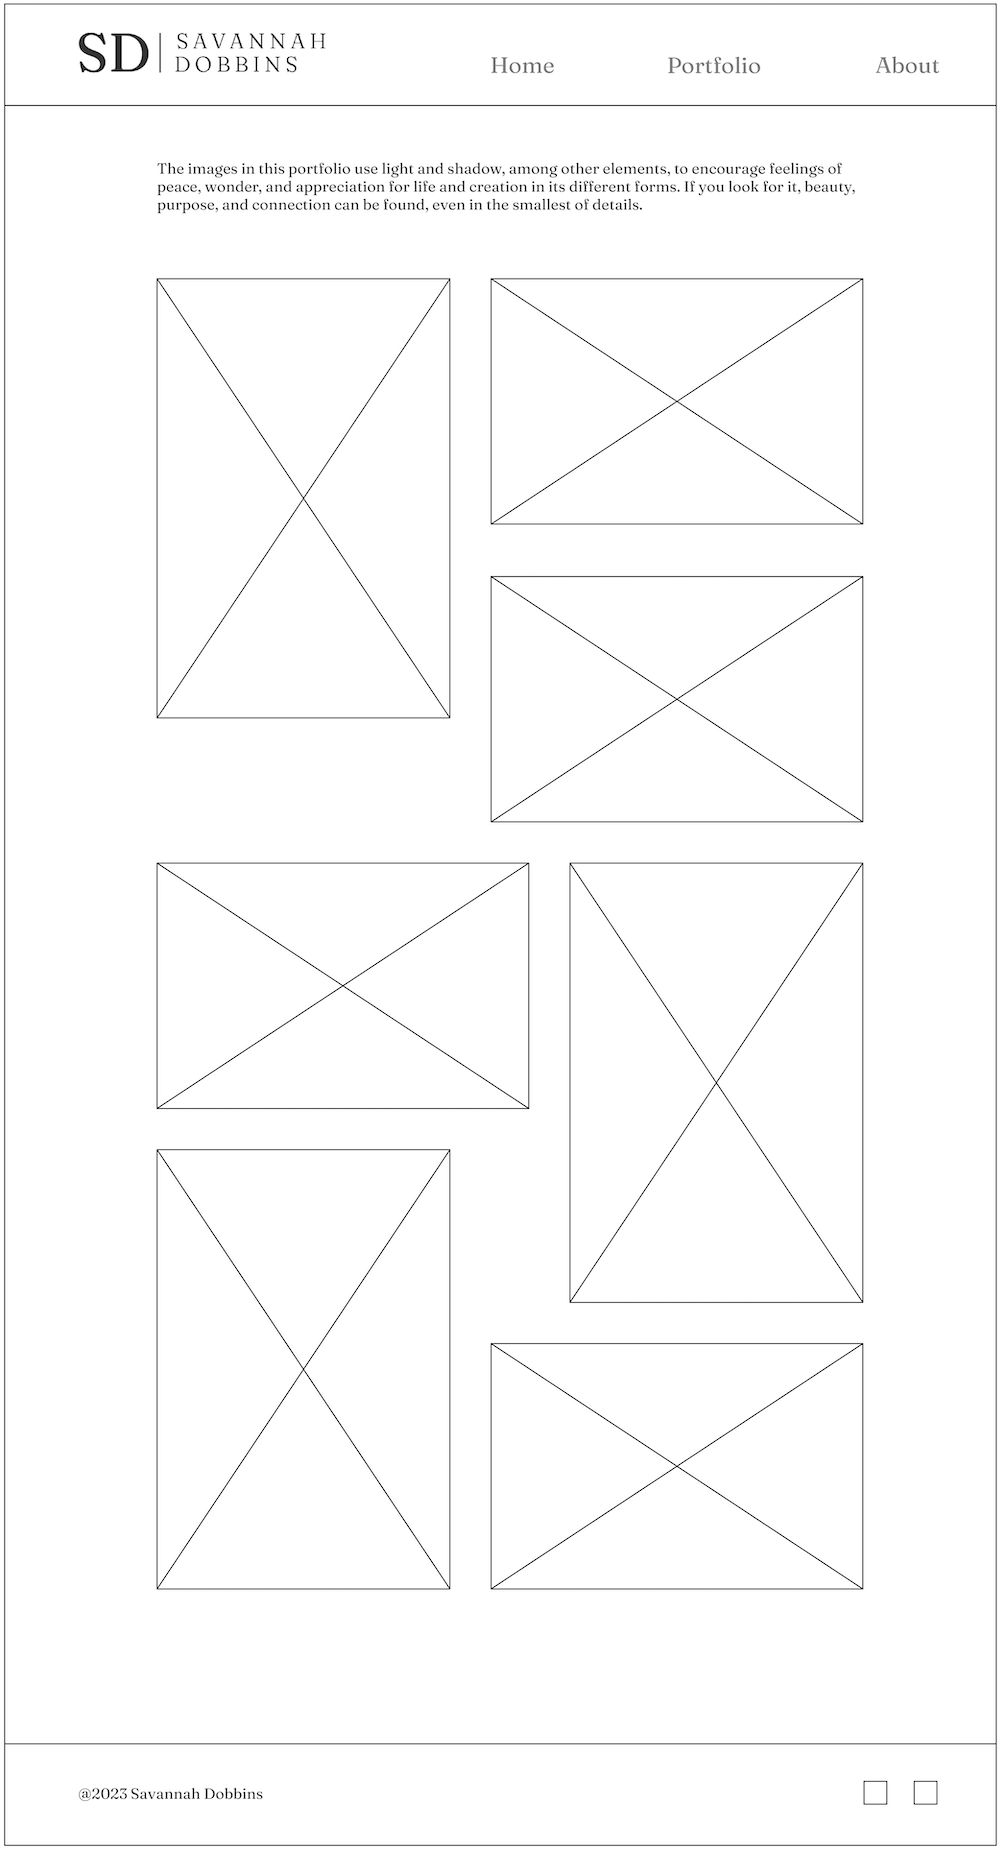 SD
SAVANNAH
DOBBINS
Home
Portfolio
About
The images in this portfolio use light and shadow, among other elements, to encourage feelings of
peace, wonder, and appreciation for life and creation in its different forms. If you look for it, beauty,
purpose, and connection can be found, even in the smallest of details.
@2023 Savannah Dobbins